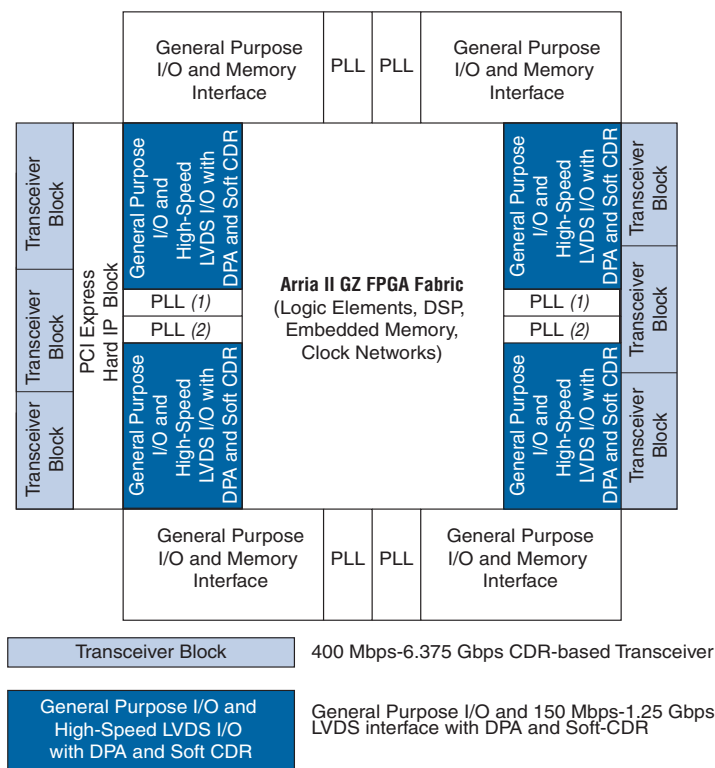 General Purpose
I/O and Memory
Interface
PLL
PLL
General Purpose
I/O and Memory
Interface
Transceiver
Block
Transceiver
Block
Transceiver
Block
PCI Express
Hard IP Block
General Purpose
I/O and
High-Speed
LVDS I/O with
DPA and Soft CDR
PLL (1)
PLL (2)
General Purpose
I/O and
High-Speed
LVDS I/O with
DPA and Soft CDR
Arria II GZ FPGA Fabric
(Logic Elements, DSP,
Embedded Memory,
Clock Networks)
General Purpose
I/O and
High-Speed
LVDS I/O with
DPA and Soft CDR
PLL (1)
PLL (2)
General Purpose
I/O and
High-Speed
LVDS I/O with
DPA and Soft CDR
Transceiver
Block
Transceiver
Block
Transceiver
Block
General Purpose
I/O and Memory
Interface
PLL
PLL
General Purpose
I/O and Memory
Interface
Transceiver Block
400 Mbps-6.375 Gbps CDR-based Transceiver
General Purpose I/O and
High-Speed LVDS I/O
with DPA and Soft CDR
General Purpose I/O and 150 Mbps-1.25 Gbps
LVDS interface with DPA and Soft-CDR